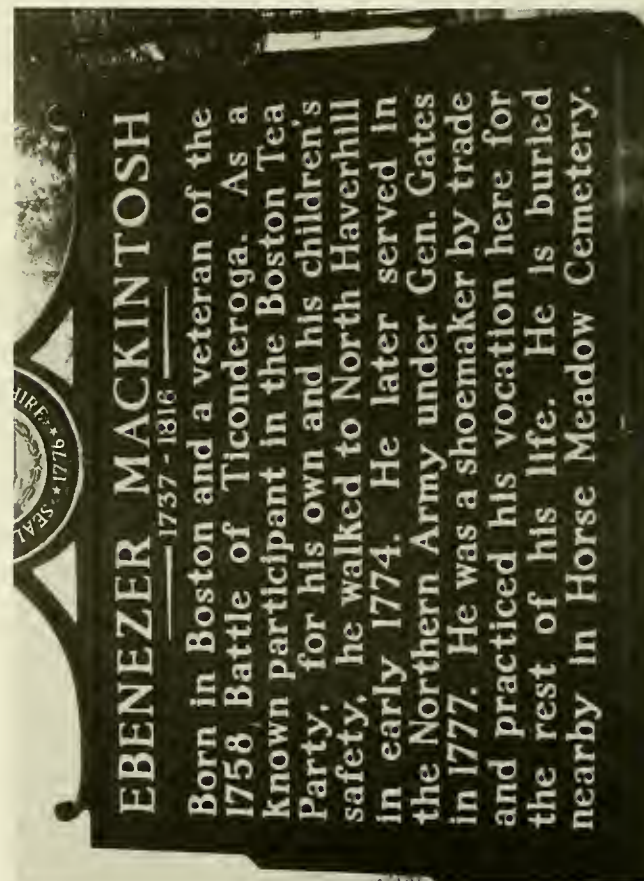 SEAL
HIRE * 1776 *
EBENEZER MACKINTOSH
1737 - 1816
Born in Boston and a veteran of the
1758 Battle of Ticonderoga. As a
known participant in the Boston Tea
Party, for his own and his children's
safety, he walked to North Haverhill
in early 1774. He later served in
the Northern Army under Gen. Gates
in 1777. He was a shoemaker by trade
and practiced his vocation here for
the rest of his life. He is buried
nearby in Horse Meadow Cemetery.